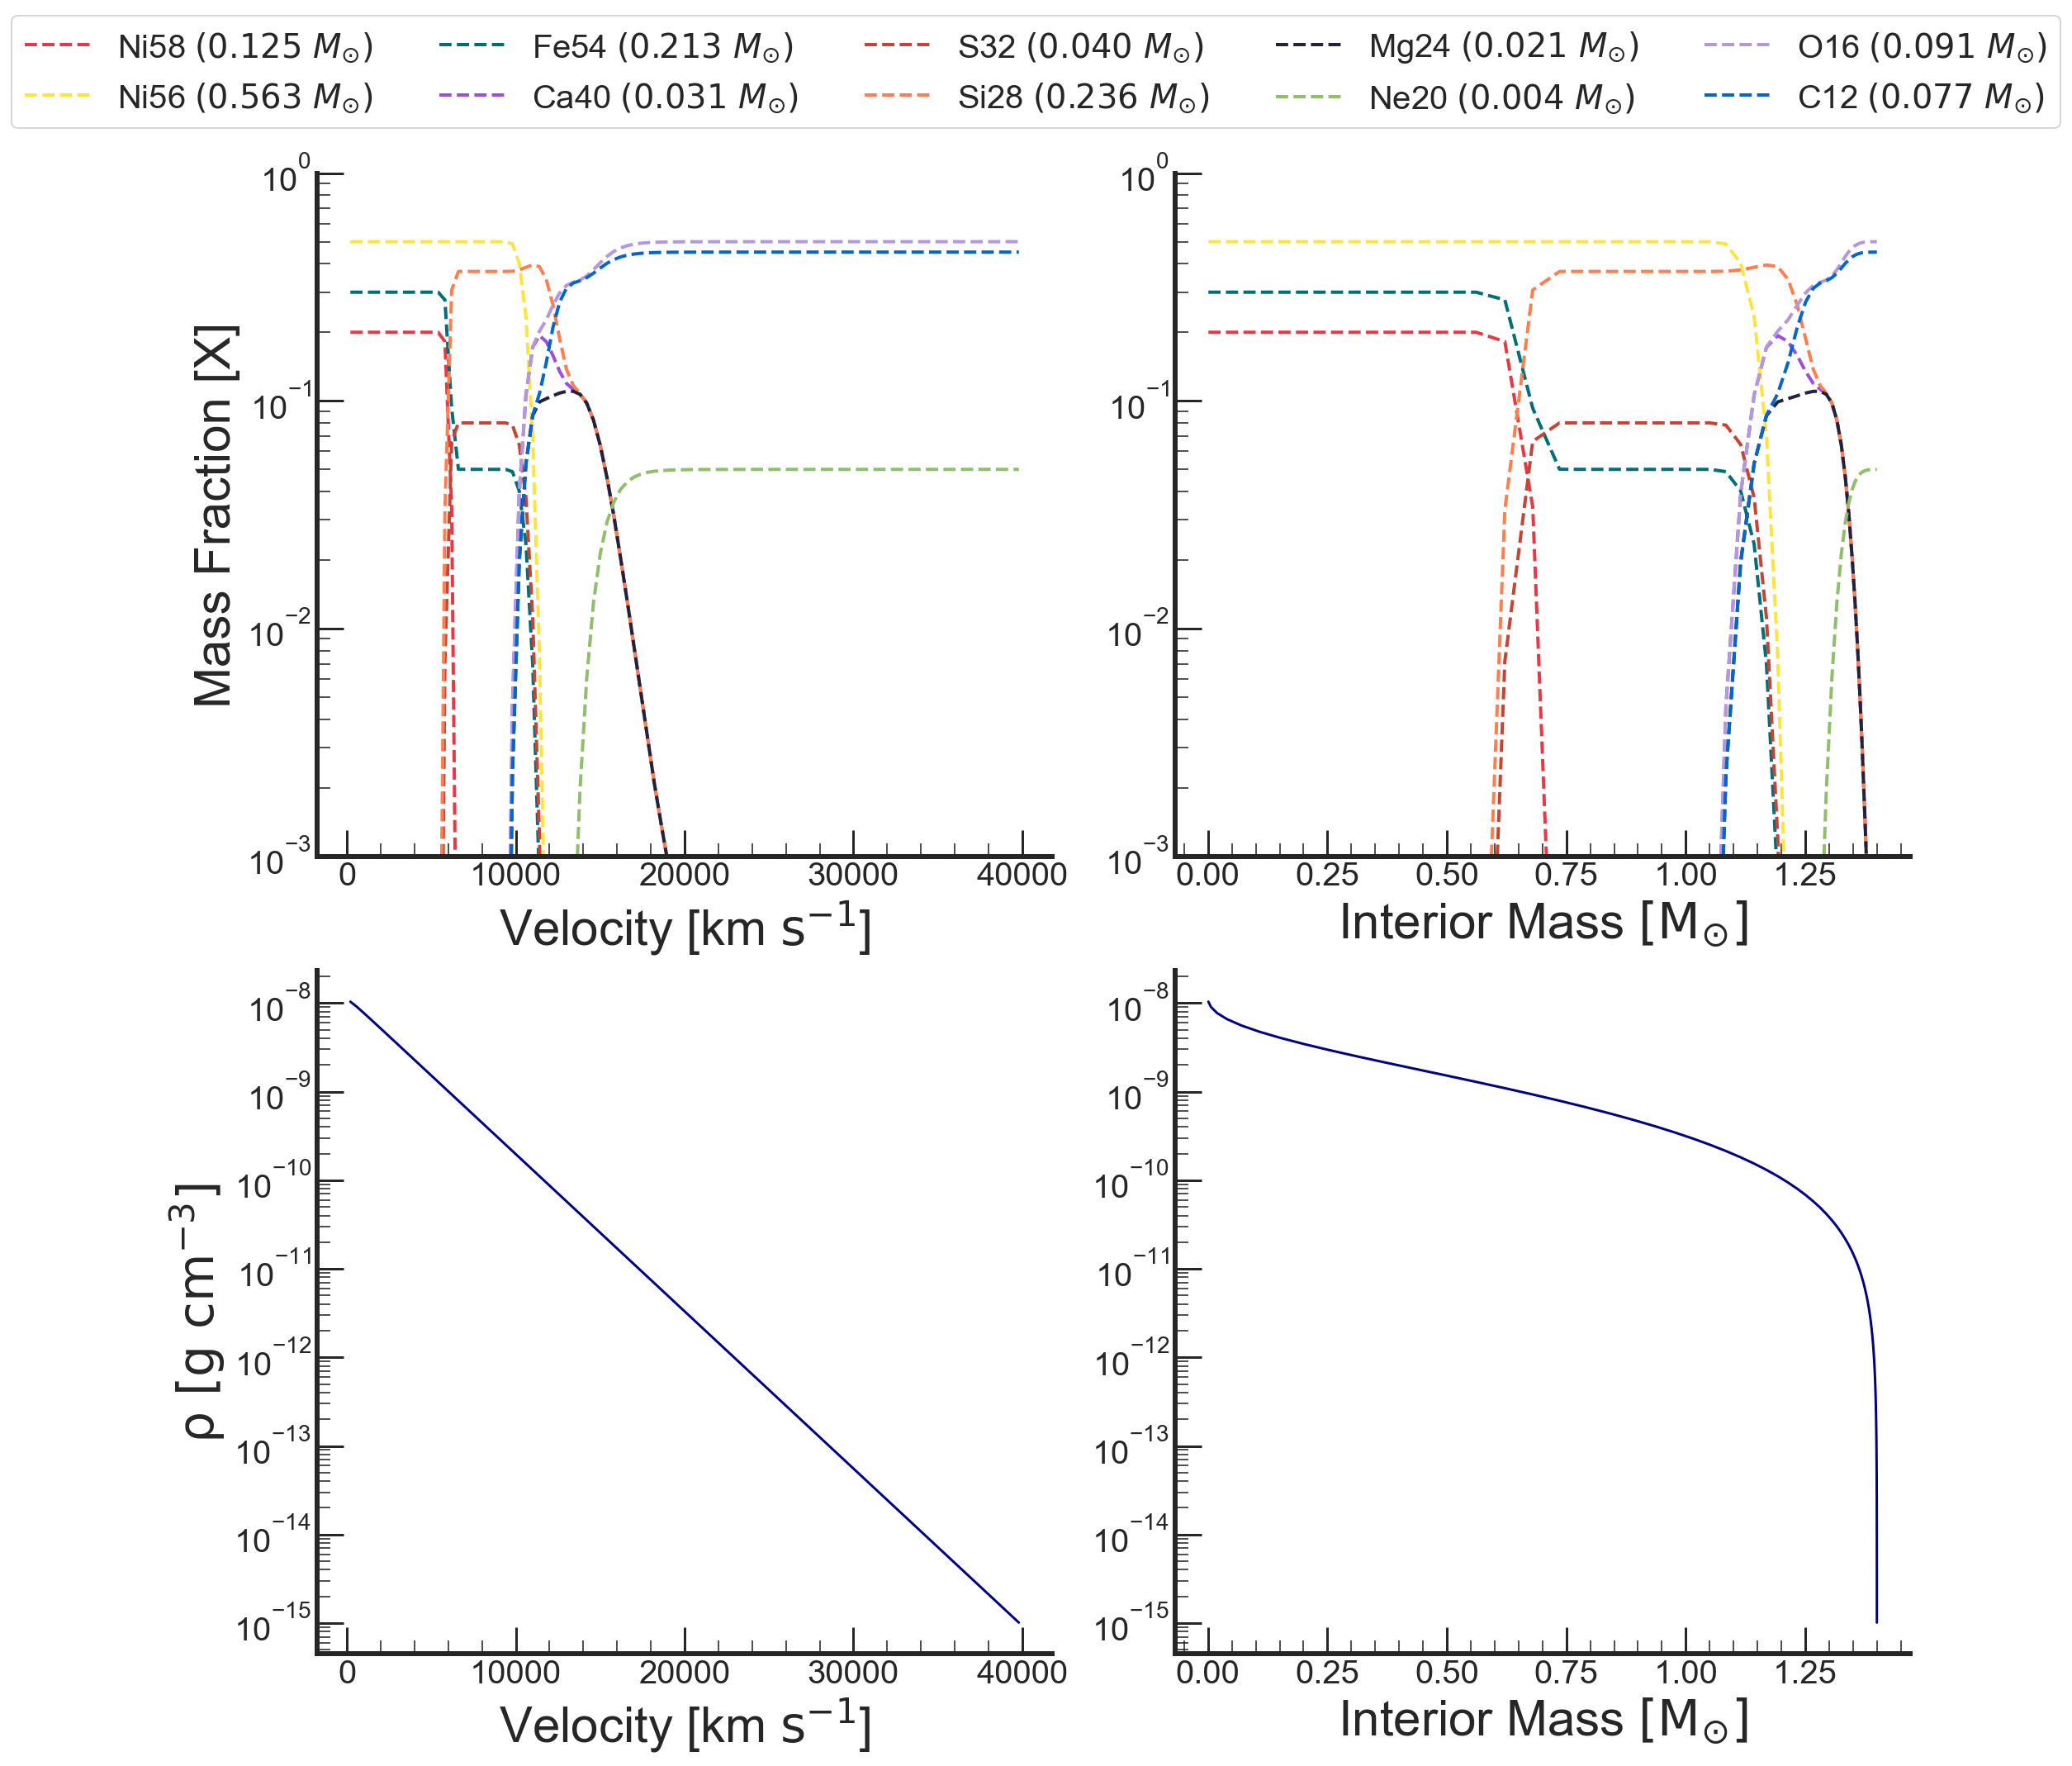 Ni58 (0.125 M⊙) Fe54 (0.213 M⊙) S32 (0.040 M⊙) Mg24 (0.021 M⊙) O16 (0.091 M⊙)
Ni56 (0.563 M⊙) Ca40 (0.031 M⊙) Si28 (0.236 M⊙) Ne20 (0.004 M⊙) C12 (0.077 M⊙)
Mass Fraction [X]
10⁰
10⁻¹
10⁻²
10⁻³
0 10000 20000 30000 40000
Velocity [km s⁻¹]
10⁰
10⁻¹
10⁻²
10⁻³
0.00 0.25 0.50 0.75 1.00 1.25
Interior Mass [M⊙]
ρ [g cm⁻³]
10⁻⁸
10⁻⁹
10⁻¹⁰
10⁻¹¹
10⁻¹²
10⁻¹³
10⁻¹⁴
10⁻¹⁵
0 10000 20000 30000 40000
Velocity [km s⁻¹]
10⁻⁸
10⁻⁹
10⁻¹⁰
10⁻¹¹
10⁻¹²
10⁻¹³
10⁻¹⁴
10⁻¹⁵
0.00 0.25 0.50 0.75 1.00 1.25
Interior Mass [M⊙]